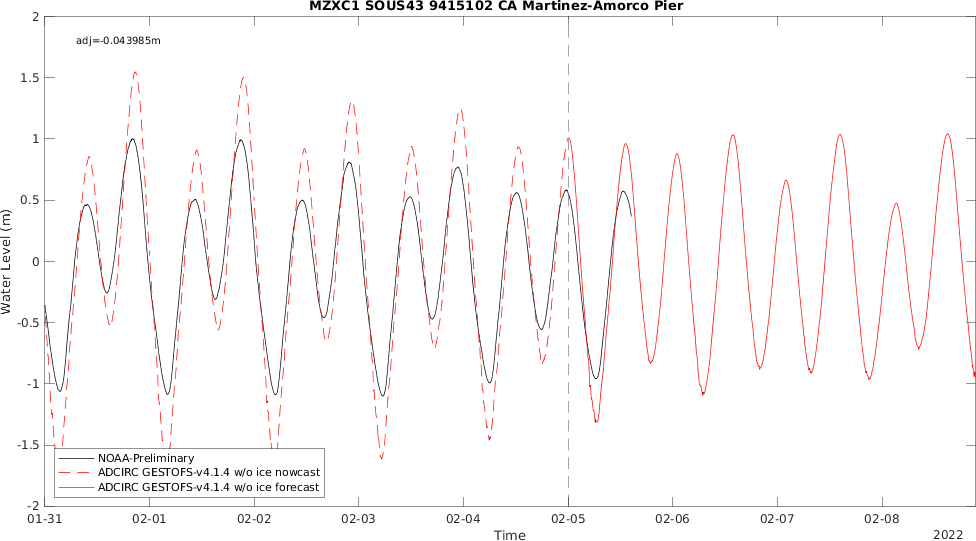 MZXC1 SOUS43 9415102 CA Martinez-Amorco Pier
adj=-0.043985m
2
1.5
1
0.5
0
-0.5
-1
-1.5
-2
Water Level (m)
NOAA-Preliminary
ADCIRC GESTOFS-v4.1.4 w/o ice nowcast
ADCIRC GESTOFS-v4.1.4 w/o ice forecast
01-31 02-01 02-02 02-03 02-04 02-05 02-06 02-07 02-08
Time
2022